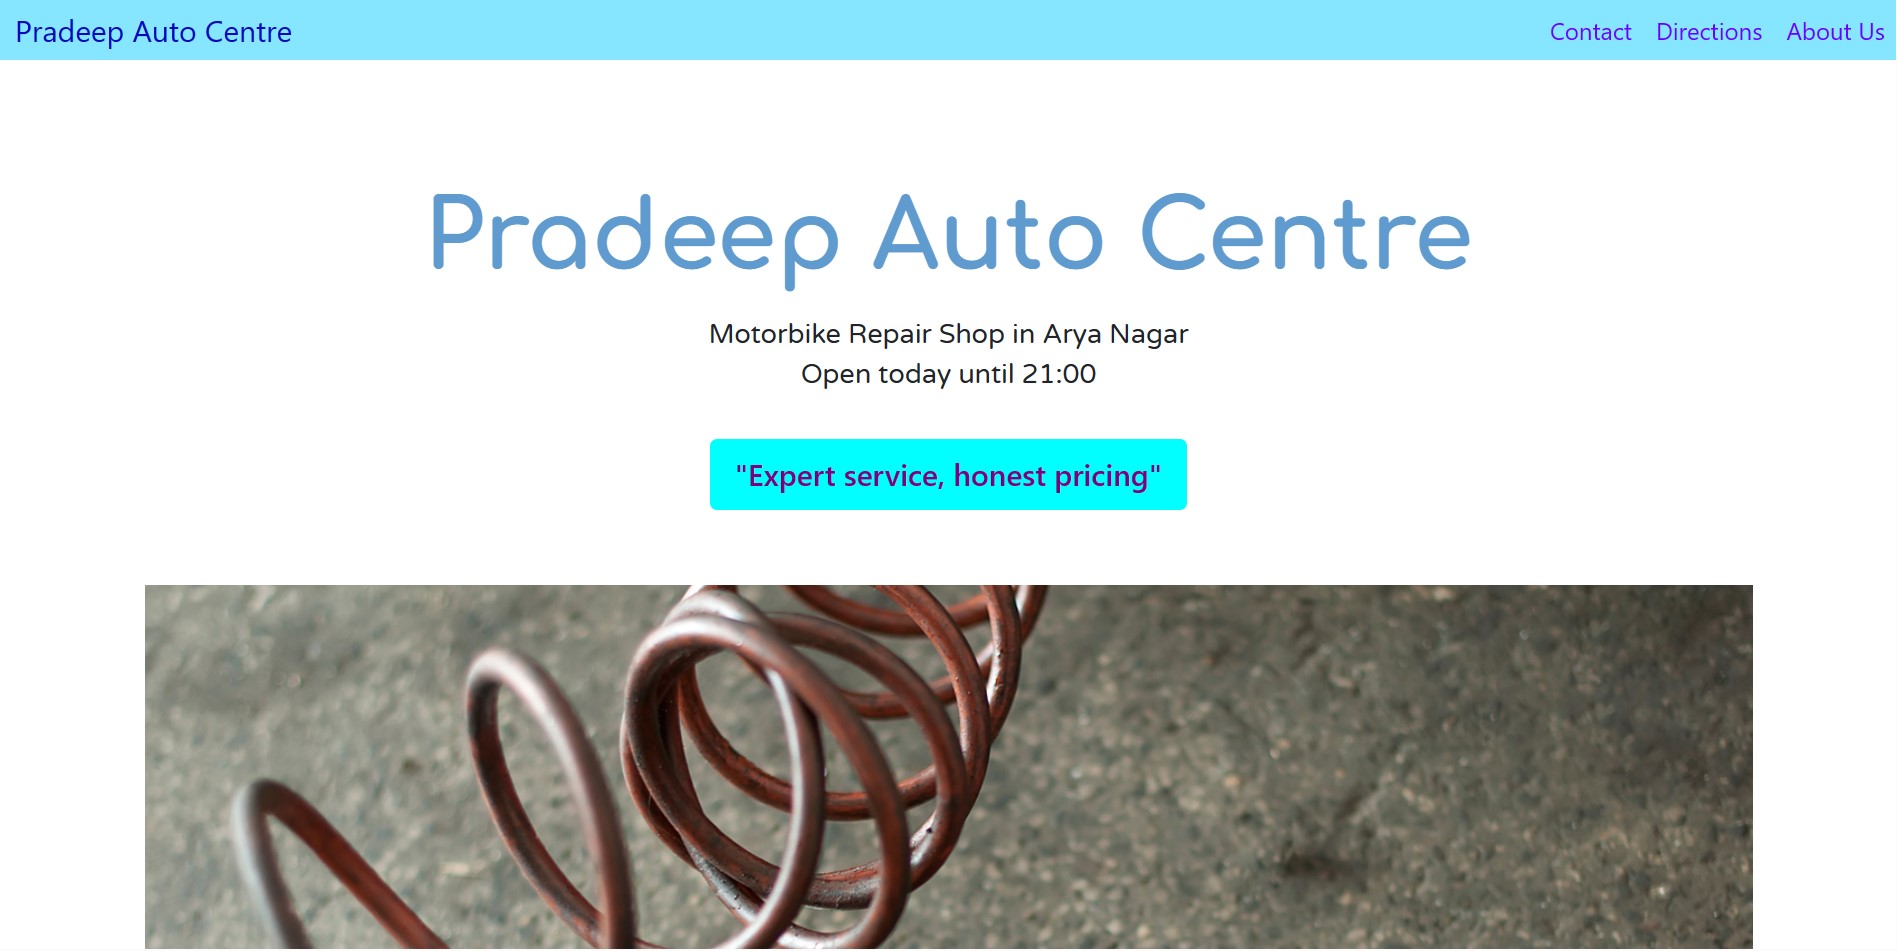 Pradeep Auto Centre
Contact
Directions
About Us
Pradeep Auto Centre
Motorbike Repair Shop in Arya Nagar
Open today until 21:00
"Expert service, honest pricing"